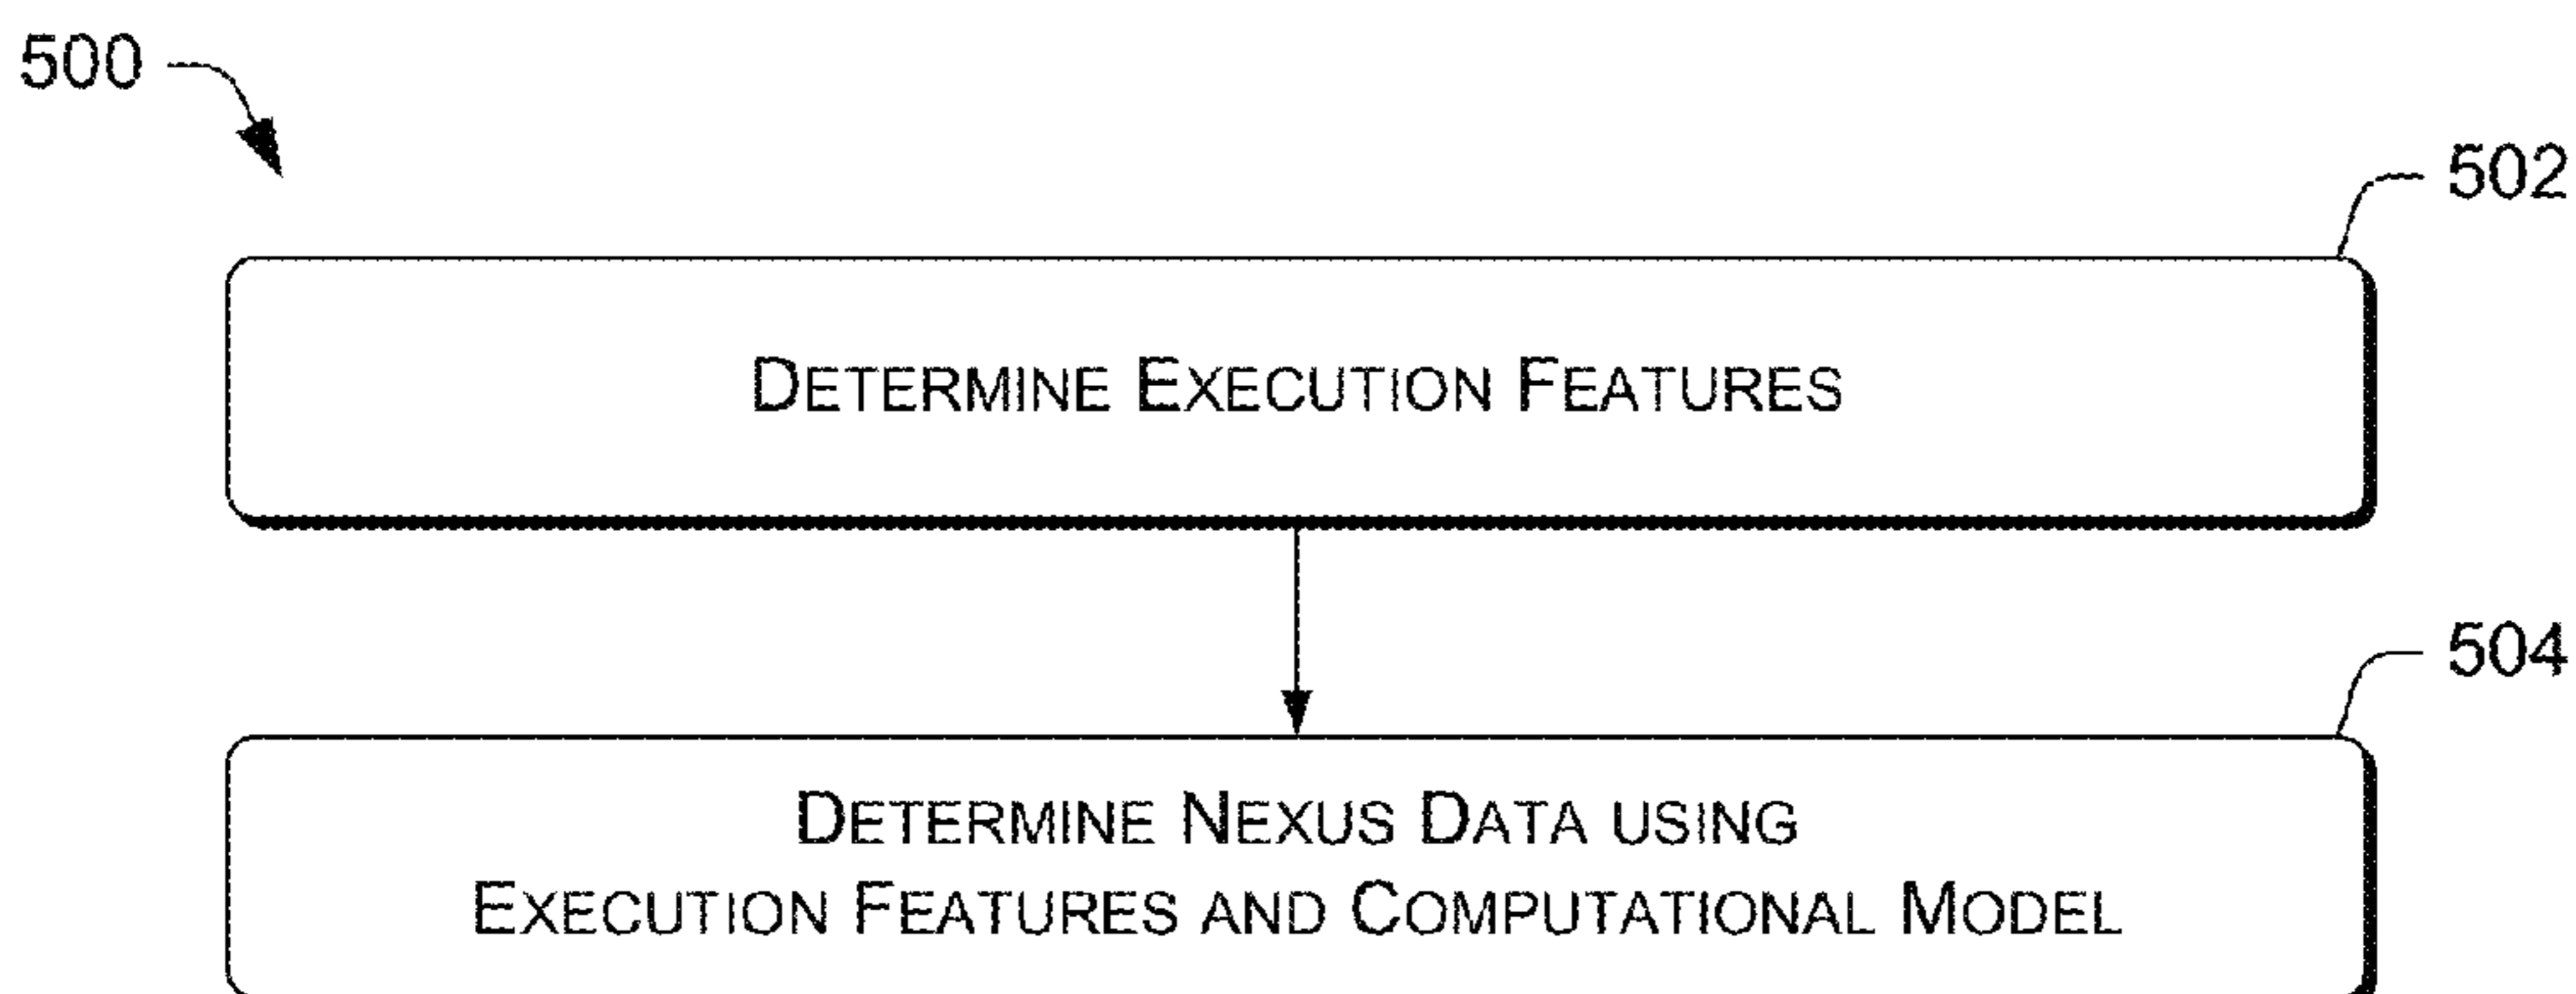 500
502
DETERMINE EXECUTION FEATURES
504
DETERMINE NEXUS DATA USING
EXECUTION FEATURES AND COMPUTATIONAL MODEL